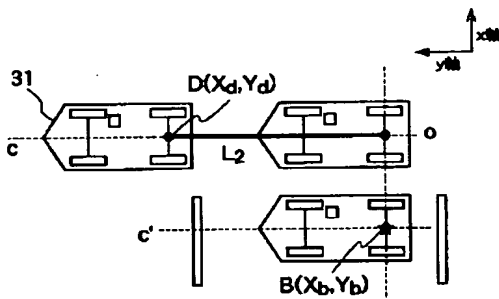 x軸
y軸
31
D(Xd,Yd)
C
L2
O
C'
B(Xb,Yb)